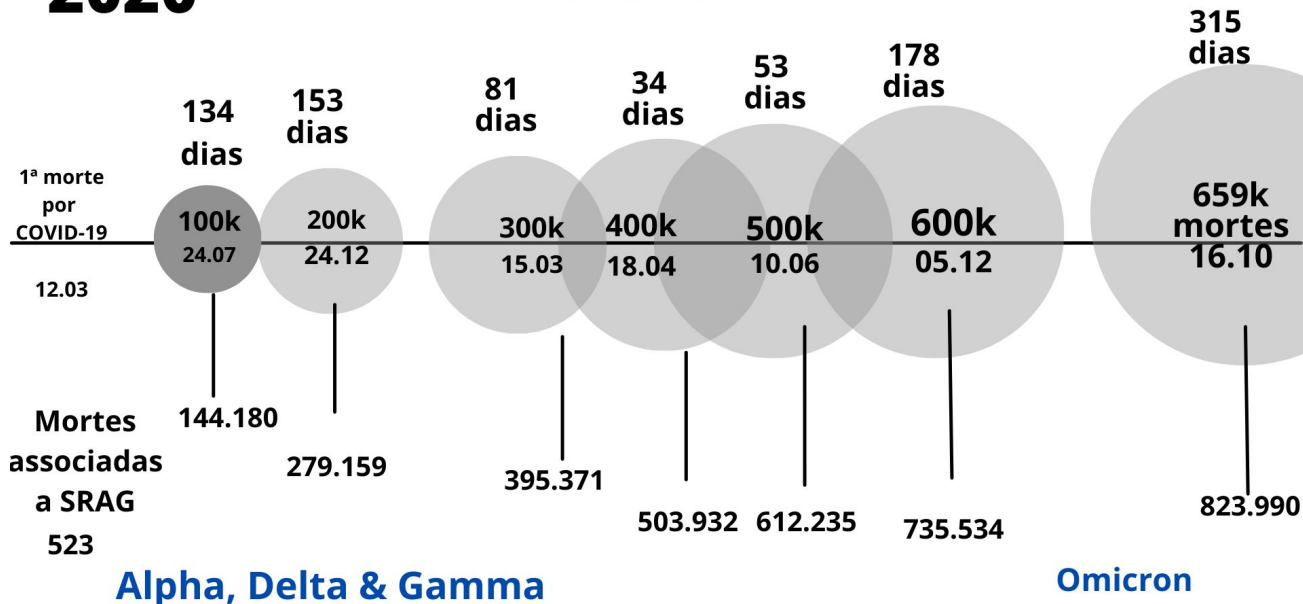 2020
315
dias
178
dias
53
dias
34
dias
81
dias
153
dias
134
dias
1ª morte
por
COVID-19
12.03
100k
24.07
200k
24.12
300k
15.03
400k
18.04
500k
10.06
600k
05.12
659k
mortes
16.10
Mortes
associadas
a SRAG
523
144.180
279.159
395.371
503.932
612.235
735.534
823.990
Alpha, Delta & Gamma
Omicron